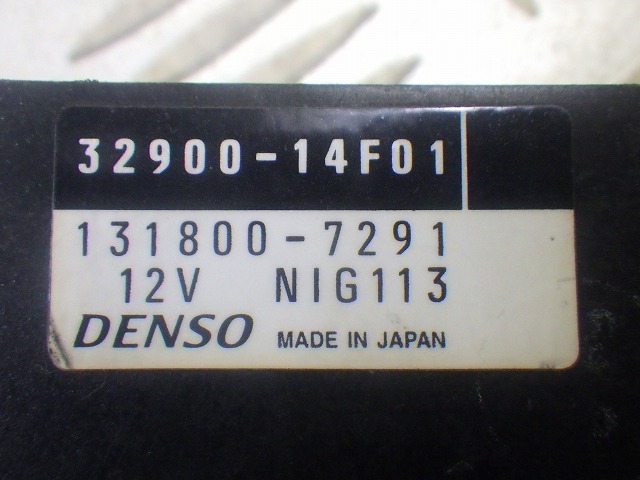 32900-14F01
131800-7291
12V NIG113
DENSO MADE IN JAPAN